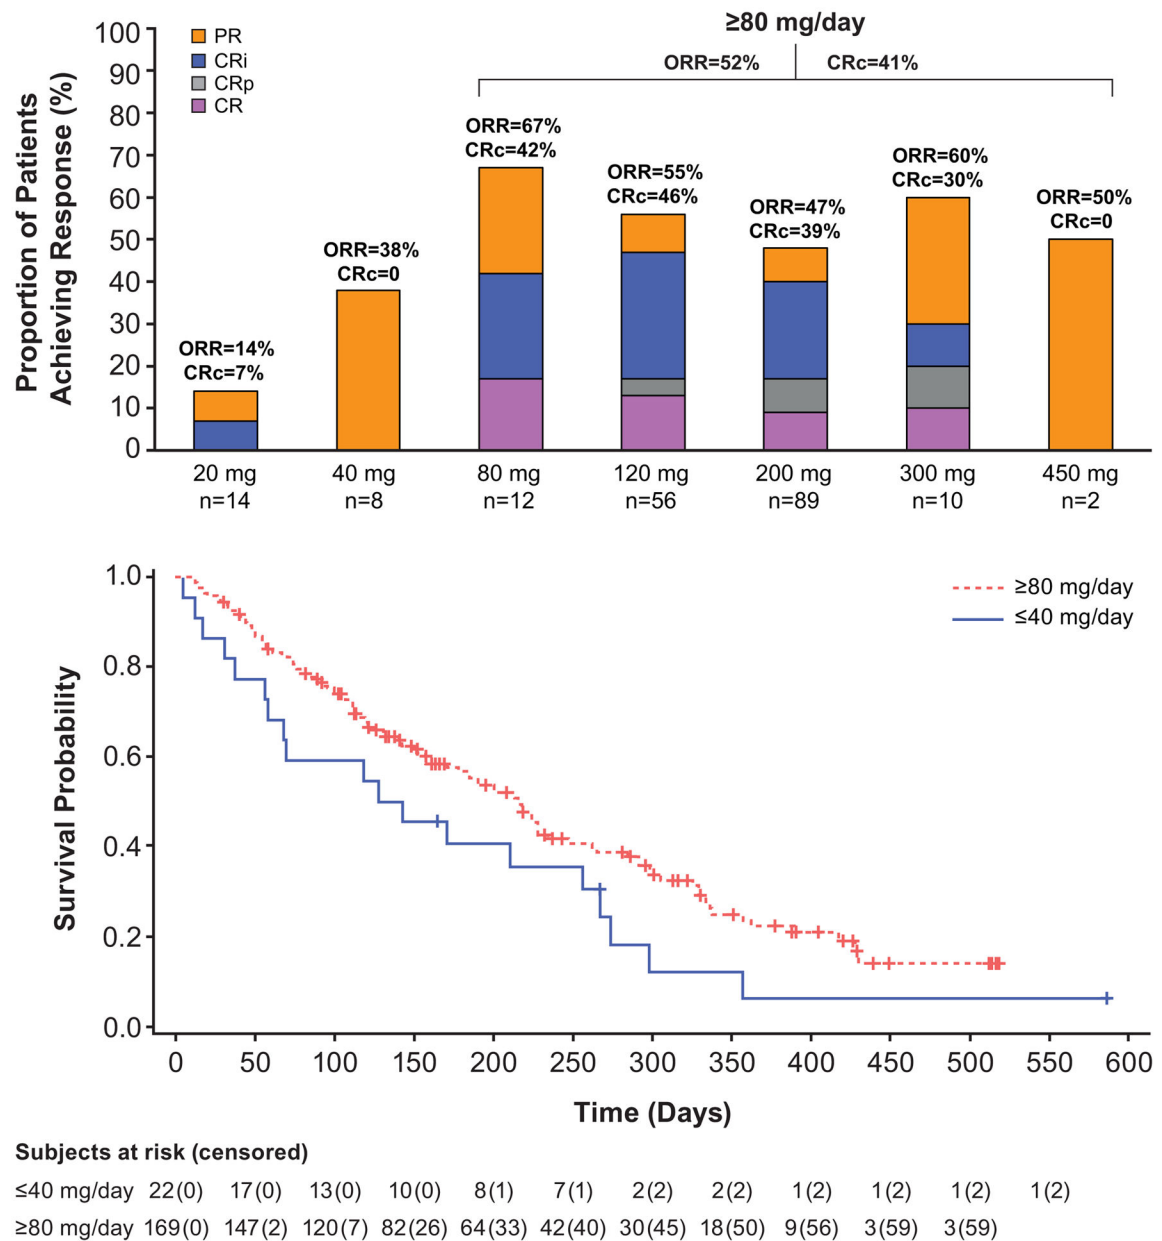 Proportion of Patients
Achieving Response (%)
100
90
80
70
60
50
40
30
20
10
0
PR
CRi
CRp
CR
≥80 mg/day
ORR=52% CRc=41%
ORR=14%
CRc=7%
ORR=38%
CRc=0
ORR=67%
CRc=42%
ORR=55%
CRc=46%
ORR=47%
CRc=39%
ORR=60%
CRc=30%
ORR=50%
CRc=0
20 mg 40 mg 80 mg 120 mg 200 mg 300 mg 450 mg
n=14 n=8 n=12 n=56 n=89 n=10 n=2
Survival Probability
1.0
0.8
0.6
0.4
0.2
0.0
≥80 mg/day
≤40 mg/day
0 50 100 150 200 250 300 350 400 450 500 550 600
Time (Days)
Subjects at risk (censored)
≤40 mg/day 22(0) 17(0) 13(0) 10(0) 8(1) 7(1) 2(2) 2(2) 1(2) 1(2) 1(2) 1(2)
≥80 mg/day 169(0) 147(2) 120(7) 82(26) 64(33) 42(40) 30(45) 18(50) 9(56) 3(59) 3(59)